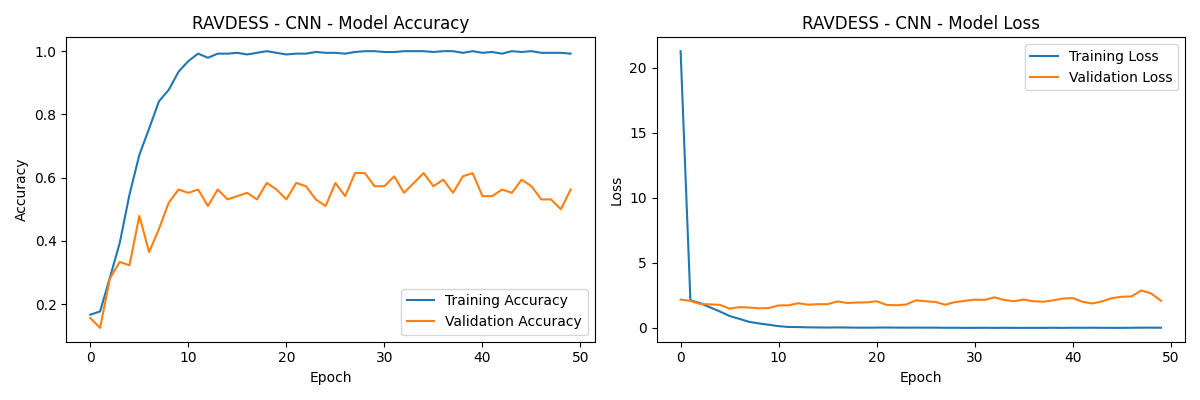 RAVDESS - CNN - Model Accuracy
1.0
0.8
0.6
0.4
0.2
Accuracy
Training Accuracy
Validation Accuracy
0 10 20 30 40 50
Epoch
RAVDESS - CNN - Model Loss
Training Loss
Validation Loss
20
15
10
5
0
Loss
0 10 20 30 40 50
Epoch